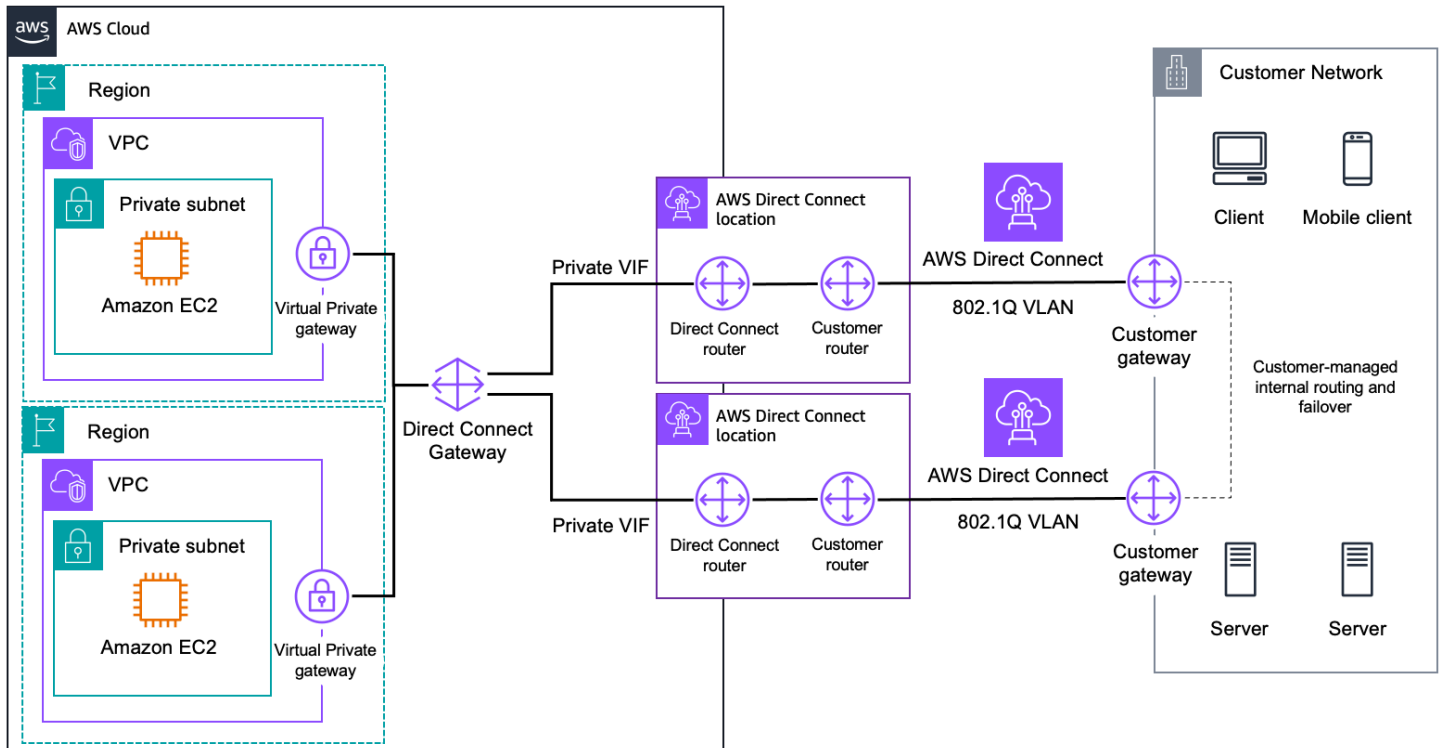 aws
AWS Cloud
Region
VPC
Private subnet
Amazon EC2
Virtual Private
gateway
Region
VPC
Private subnet
Amazon EC2
Virtual Private
gateway
Direct Connect
Gateway
Private VIF
AWS Direct Connect
location
Direct Connect
router
Customer
router
Private VIF
AWS Direct Connect
location
Direct Connect
router
Customer
router
AWS Direct Connect
802.1Q VLAN
AWS Direct Connect
802.1Q VLAN
Customer Network
Client
Mobile client
Customer
gateway
Customer-managed
internal routing and
failover
Customer
gateway
Server
Server